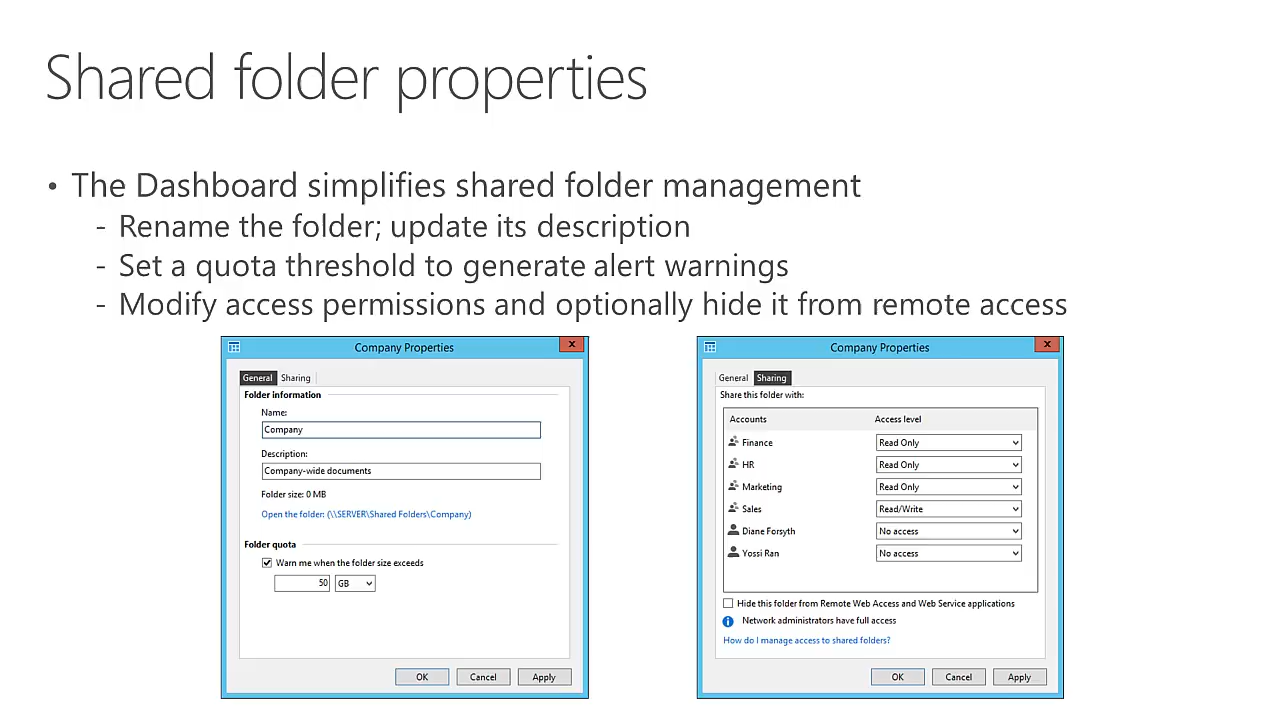 Shared folder properties
• The Dashboard simplifies shared folder management
- Rename the folder; update its description
- Set a quota threshold to generate alert warnings
- Modify access permissions and optionally hide it from remote access
Company Properties
x
General Sharing
Folder information
Name:
Company
Description:
Company-wide documents
Folder size: 0 MB
Open the folder: (\\SERVER\Shared Folders\Company)
Folder quota
Warn me when the folder size exceeds
50 GB
OK Cancel Apply
Company Properties
x
General Sharing
Share this folder with:
Accounts Access level
Finance Read Only
HR Read Only
Marketing Read Only
Sales Read/Write
Diane Forsyth No access
Yossi Ran No access
Hide this folder from Remote Web Access and Web Service applications
Network administrators have full access
How do I manage access to shared folders?
OK Cancel Apply